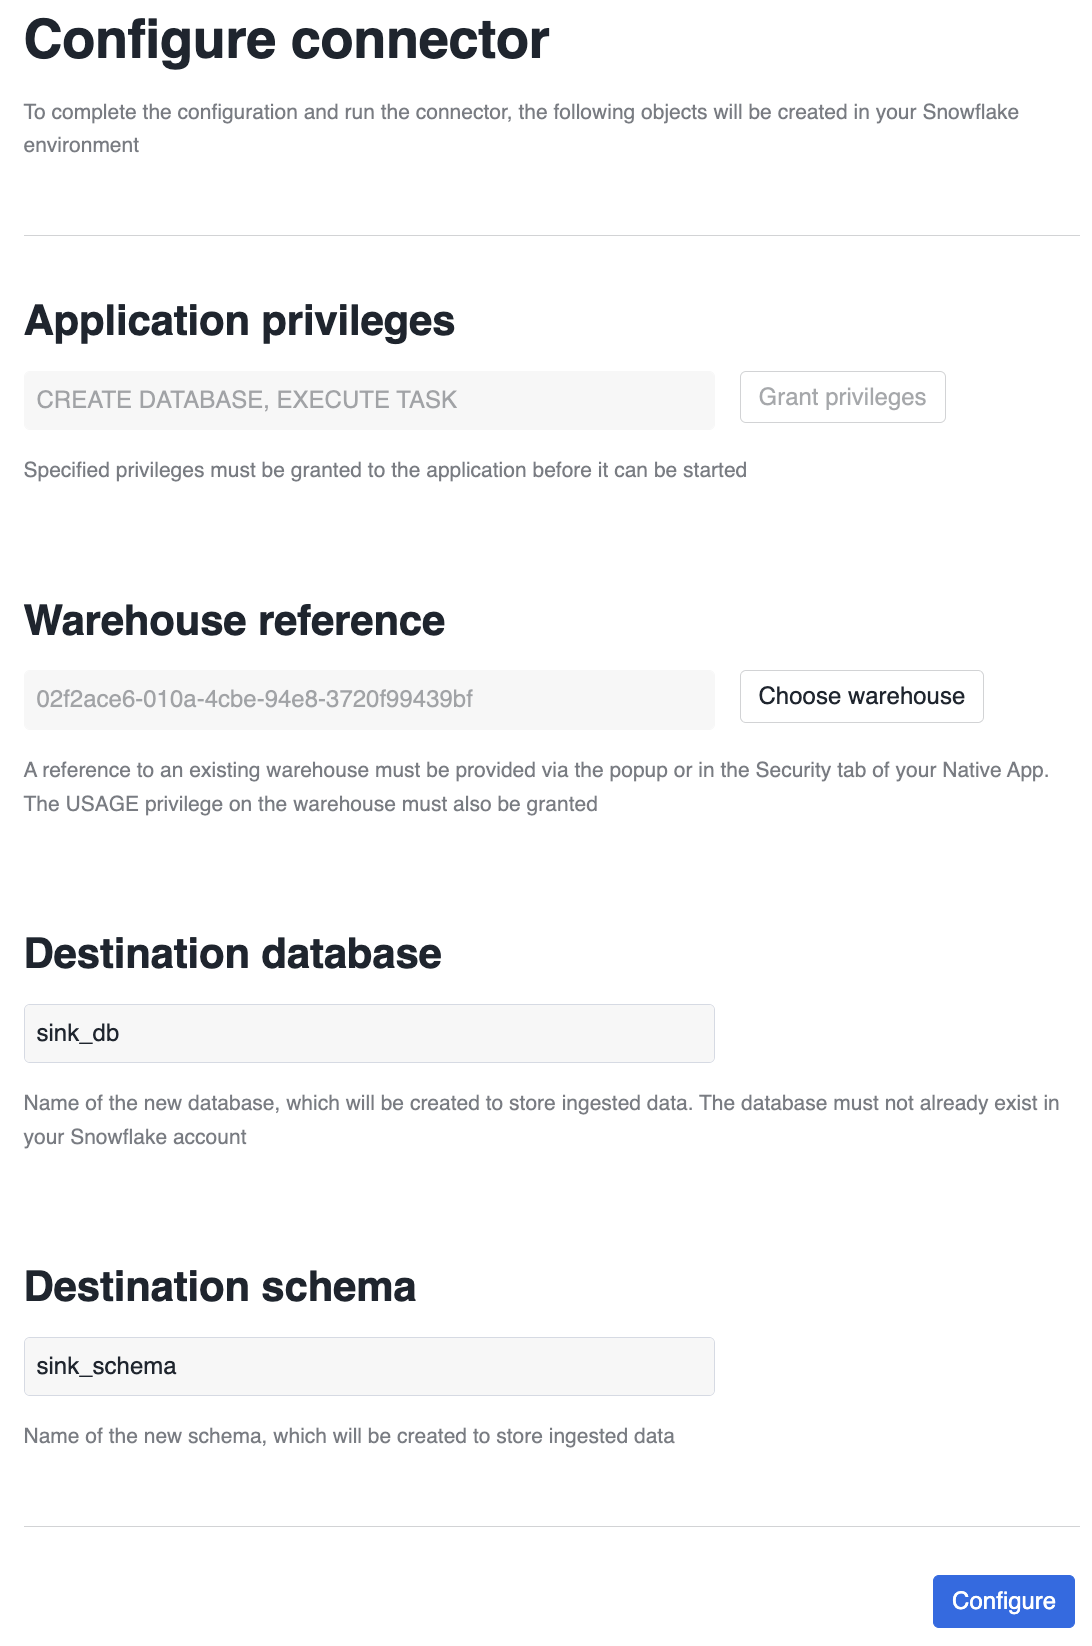 Configure connector
To complete the configuration and run the connector, the following objects will be created in your Snowflake
environment
Application privileges
CREATE DATABASE, EXECUTE TASK
Grant privileges
Specified privileges must be granted to the application before it can be started
Warehouse reference
02f2ace6-010a-4cbe-94e8-3720f99439bf
Choose warehouse
A reference to an existing warehouse must be provided via the popup or in the Security tab of your Native App.
The USAGE privilege on the warehouse must also be granted
Destination database
sink_db
Name of the new database, which will be created to store ingested data. The database must not already exist in
your Snowflake account
Destination schema
sink_schema
Name of the new schema, which will be created to store ingested data
Configure